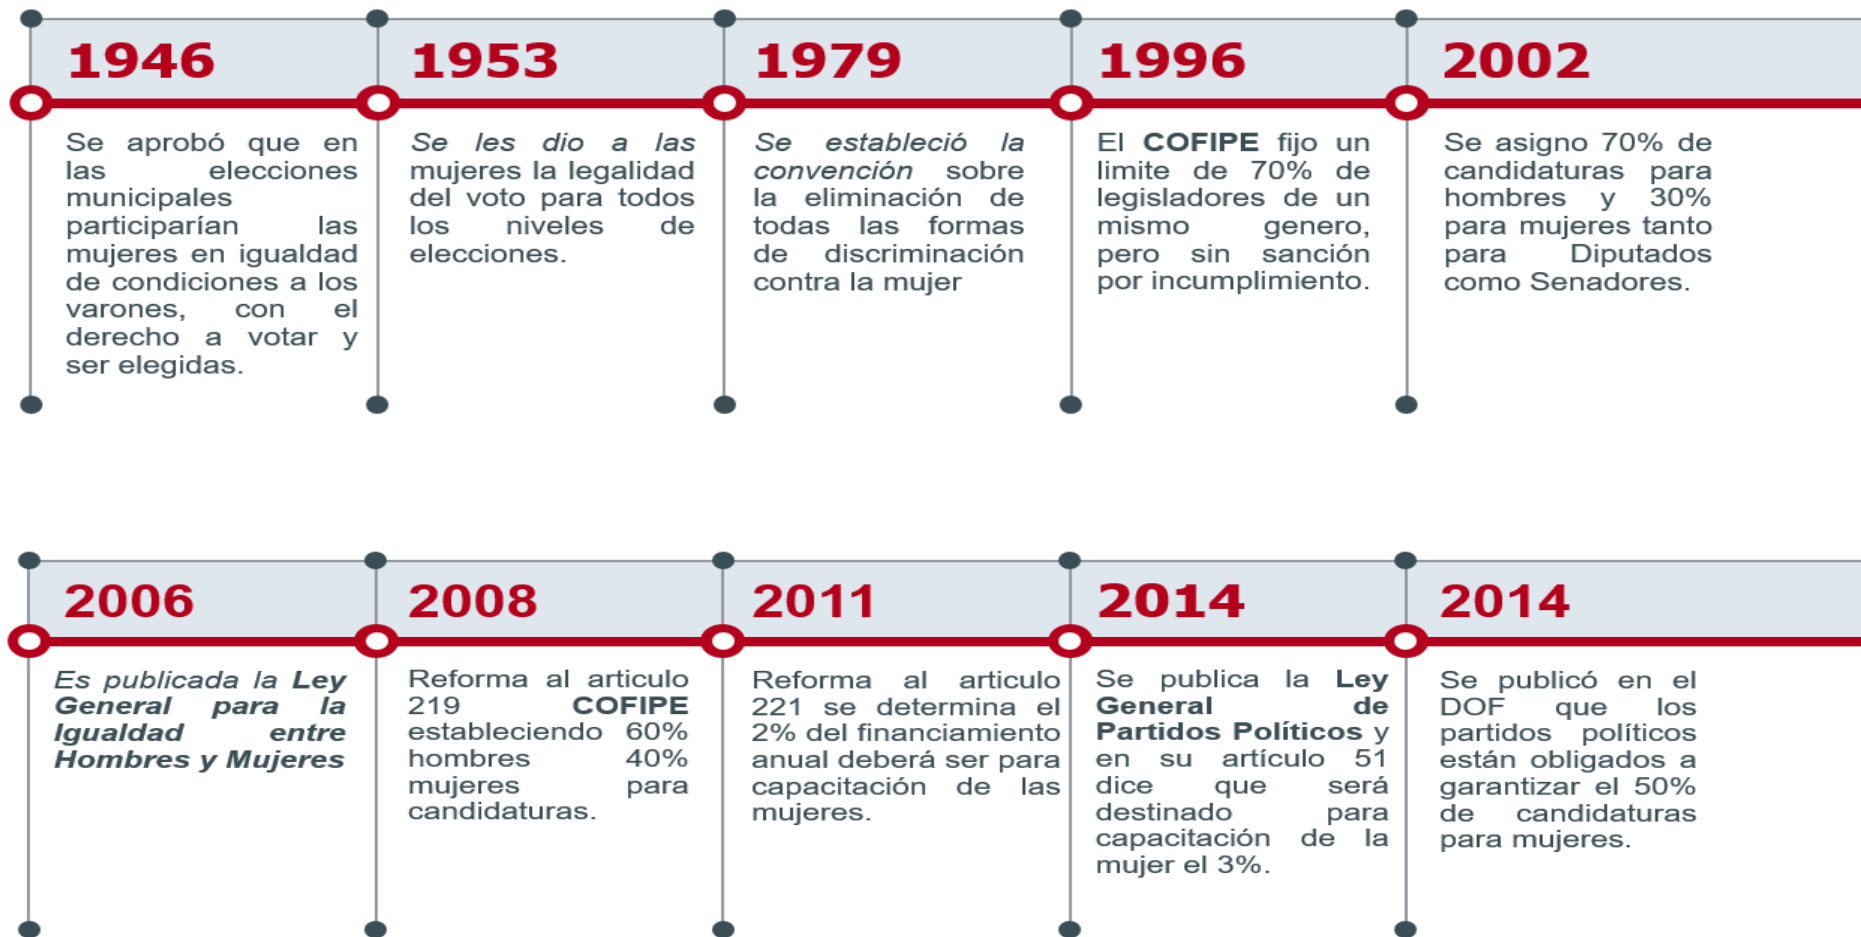 1946
Se aprobó que en
las elecciones
municipales
participarían las
mujeres en igualdad
de condiciones a los
varones, con el
derecho a votar y
ser elegidas.
1953
Se les dio a las
mujeres la legalidad
del voto para todos
los niveles de
elecciones.
1979
Se estableció la
convención sobre
la eliminación de
todas las formas
de discriminación
contra la mujer
1996
El COFIPE fijo un
limite de 70% de
legisladores de un
mismo genero,
pero sin sanción
por incumplimiento.
2002
Se asigno 70% de
candidaturas para
hombres y 30%
para mujeres tanto
para Diputados
como Senadores.
2006
Es publicada la Ley
General para la
Igualdad entre
Hombres y Mujeres
2008
Reforma al articulo
219 COFIPE
estableciendo 60%
hombres 40%
mujeres para
candidaturas.
2011
Reforma al articulo
221 se determina el
2% del financiamiento
anual deberá ser para
capacitación de las
mujeres.
2014
Se publica la Ley
General de
Partidos Políticos y
en su artículo 51
dice que será
destinado para
capacitación de la
mujer el 3%.
2014
Se publicó en el
DOF que los
partidos políticos
están obligados a
garantizar el 50%
de candidaturas
para mujeres.